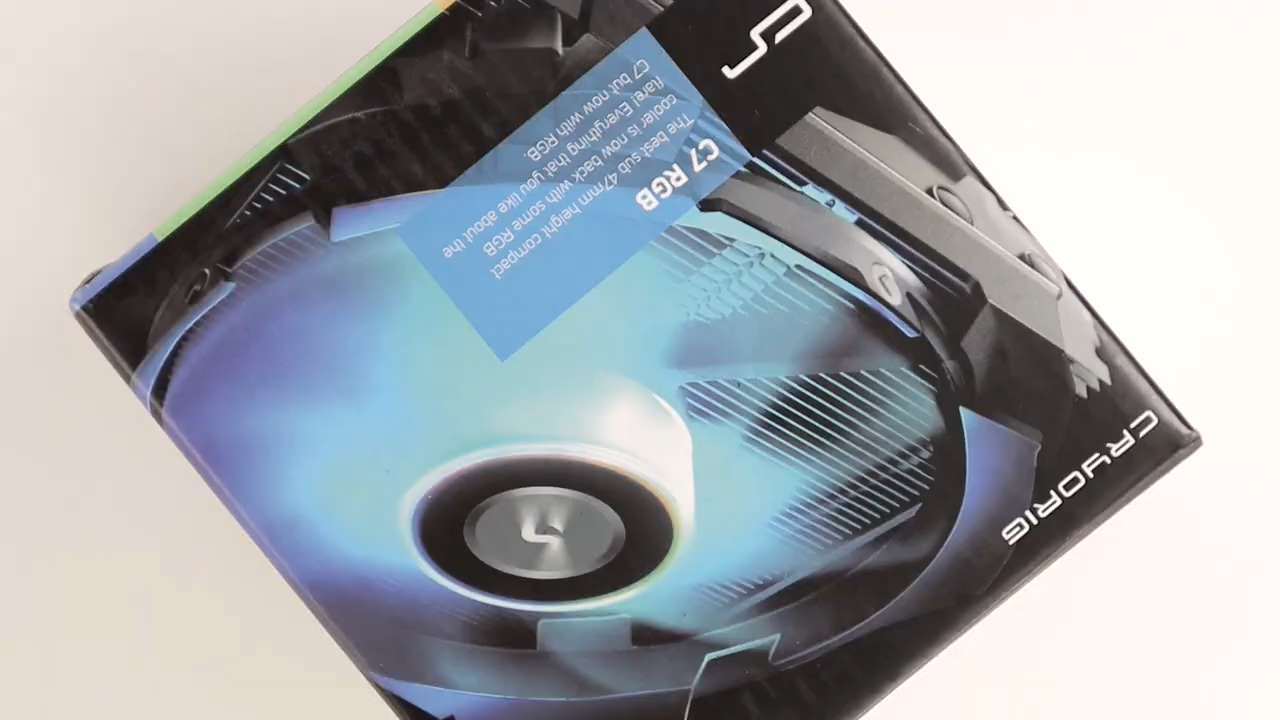 C7 RGB
The best sub 47mm height compact
cooler is now back with some RGB
flare! Everything that you like about the
C7 but now with RGB.
CRYORIG